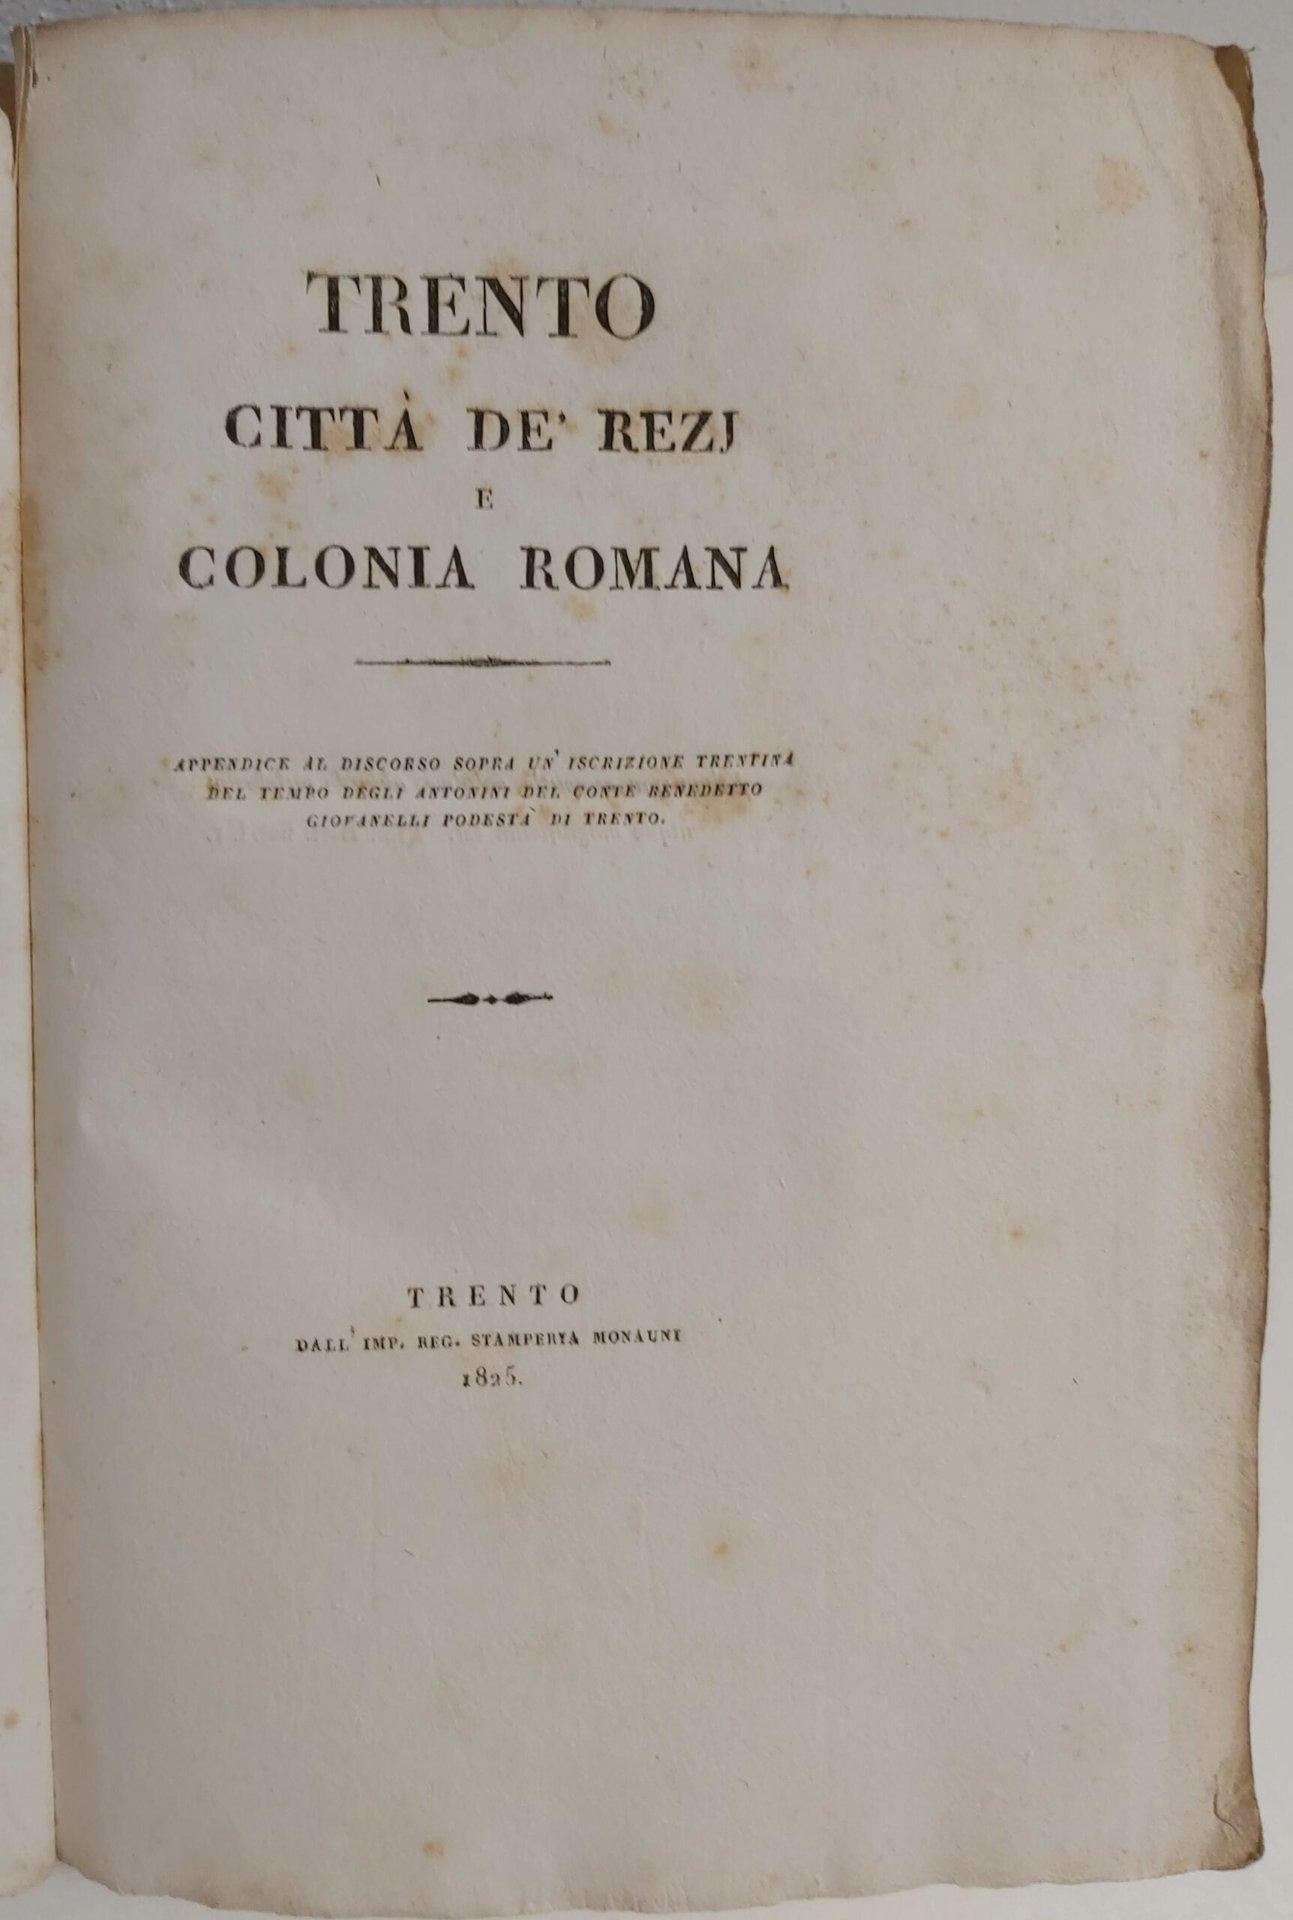 TRENTO
CITTÀ DE' REZJ
E
COLONIA ROMANA
APPENDICE AL DISCORSO SOPRA UN' ISCRIZIONE TRENTINA
DEL TEMPO DEGLI ANTONINI DEL CONTE BENEDETTO
GIOVANELLI PODESTÀ DI TRENTO.
TRENTO
DALL' IMP. REG. STAMPERIA MONAUNI
1825.